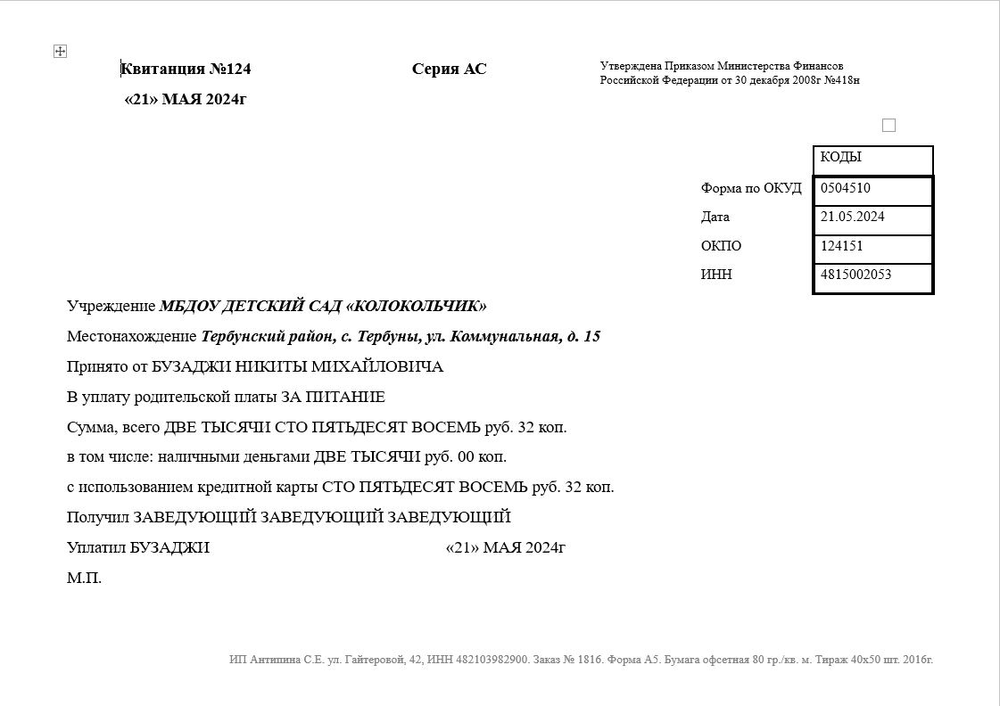 Квитанция №124 Серия АС Утверждена Приказом Министерства Финансов
Российской Федерации от 30 декабря 2008г №418н
«21» МАЯ 2024г
КОДЫ
Форма по ОКУД 0504510
Дата 21.05.2024
ОКПО 124151
ИНН 4815002053
Учреждение МБДОУ ДЕТСКИЙ САД «КОЛОКОЛЬЧИК»
Местонахождение Тербунский район, с. Тербуны, ул. Коммунальная, д. 15
Принято от БУЗАДЖИ НИКИТЫ МИХАЙЛОВИЧА
В уплату родительской платы ЗА ПИТАНИЕ
Сумма, всего ДВЕ ТЫСЯЧИ СТО ПЯТЬДЕСЯТ ВОСЕМЬ руб. 32 коп.
в том числе: наличными деньгами ДВЕ ТЫСЯЧИ руб. 00 коп.
с использованием кредитной карты СТО ПЯТЬДЕСЯТ ВОСЕМЬ руб. 32 коп.
Получил ЗАВЕДУЮЩИЙ ЗАВЕДУЮЩИЙ ЗАВЕДУЮЩИЙ
Уплатил БУЗАДЖИ «21» МАЯ 2024г
М.П.
ИП Антипина С.Е. ул. Гайтеровой, 42, ИНН 482103982900. Заказ № 1816. Форма А5. Бумага офсетная 80 гр./кв. м. Тираж 40х50 шт. 2016г.